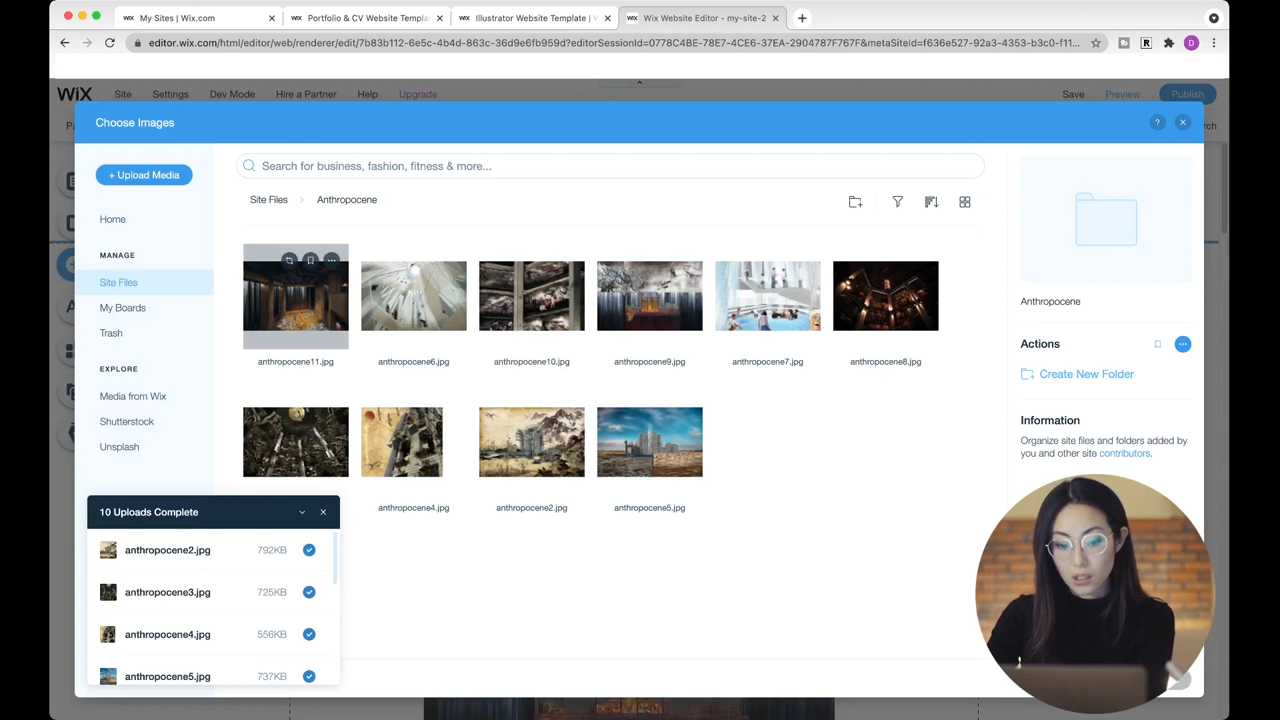 My Sites | Wix.com
Portfolio & CV Website Templa
Illustrator Website Template | W
Wix Website Editor - my-site-2
editor.wix.com/html/editor/web/renderer/edit/7b83b112-6e5c-4b4d-863c-36d9e6fb959d?editorSessionId=0778C4BE-78E7-4CE6-37EA-2904787F767F&metaSiteId=f636e527-92a3-4353-b3c0-f11...
R
D
WiX
Site
Settings
Dev Mode
Hire a Partner
Help
Upgrade
Save
Preview
Publish
Choose Images
?
+ Upload Media
Search for business, fashion, fitness & more...
Site Files
Anthropocene
Home
MANAGE
Site Files
My Boards
Trash
EXPLORE
Media from Wix
Shutterstock
Unsplash
anthropocene11.jpg
anthropocene6.jpg
anthropocene10.jpg
anthropocene9.jpg
anthropocene7.jpg
anthropocene8.jpg
anthropocene4.jpg
anthropocene2.jpg
anthropocene5.jpg
Anthropocene
Actions
Create New Folder
Information
Organize site files and folders added by
you and other site contributors.
10 Uploads Complete
anthropocene2.jpg
792KB
anthropocene3.jpg
725KB
anthropocene4.jpg
556KB
anthropocene5.jpg
737KB